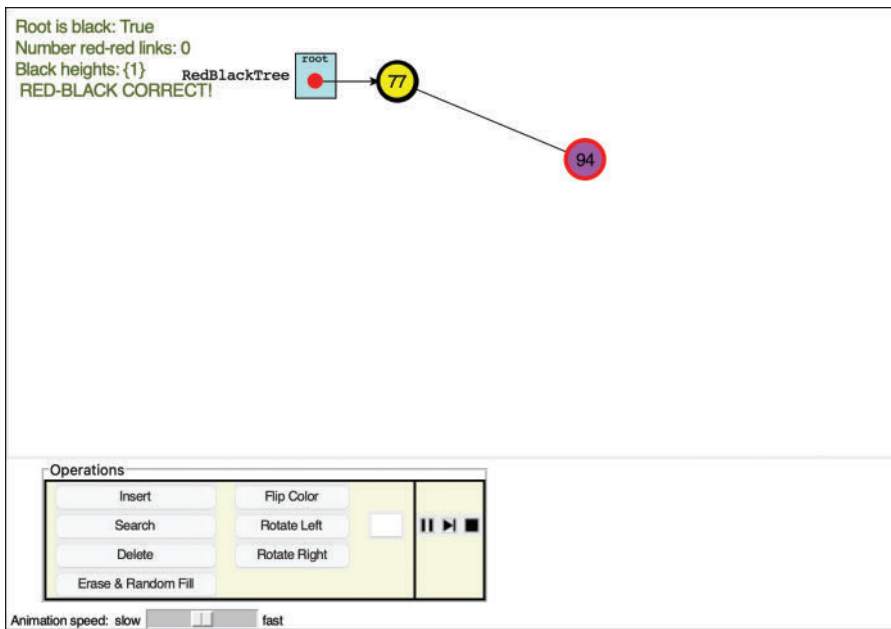 Root is black: True
Number red-red links: 0
Black heights: {1}
RED-BLACK CORRECT!
RedBlackTree
root
77
94
Operations
Insert
Flip Color
Search
Rotate Left
Delete
Rotate Right
Erase & Random Fill
Animation speed: slow fast